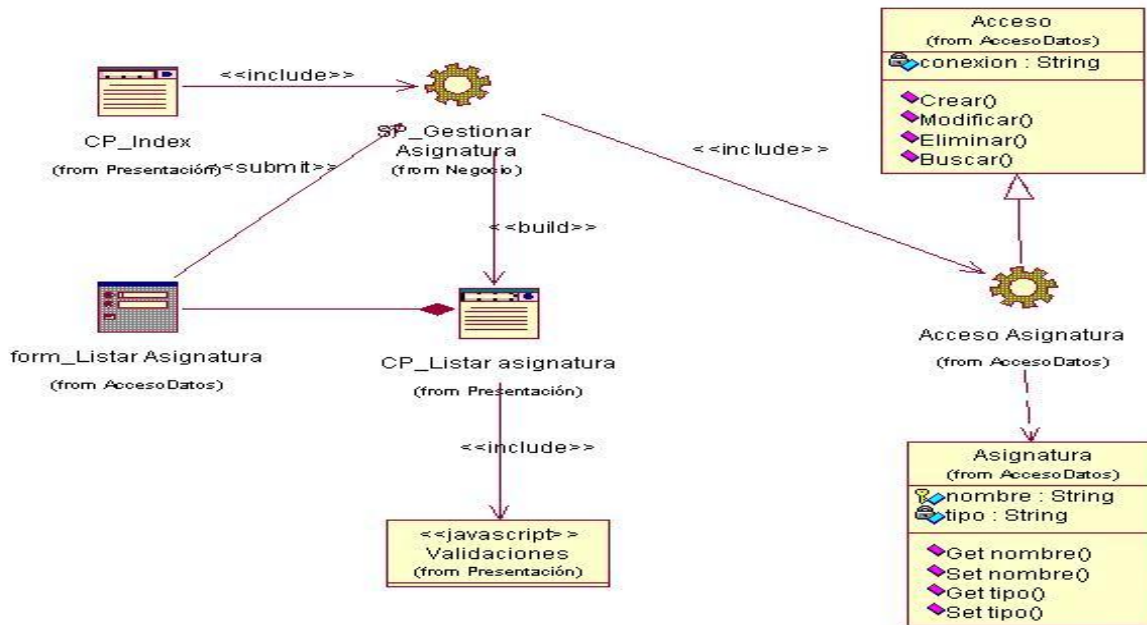 Acceso
(from AccesoDatos)
conexion : String
Crear()
Modificar()
Eliminar()
Buscar()
<<include>>
CP_Index
(from Presentación)
SP_Gestionar
Asignatura
(from Negocio)
<<submit>>
<<include>>
<<build>>
form_Listar Asignatura
(from AccesoDatos)
CP_Listar asignatura
(from Presentación)
Acceso Asignatura
(from AccesoDatos)
<<include>>
<<javascript>>
Validaciones
(from Presentación)
Asignatura
(from AccesoDatos)
nombre : String
tipo : String
Get nombre()
Set nombre()
Get tipo()
Set tipo()